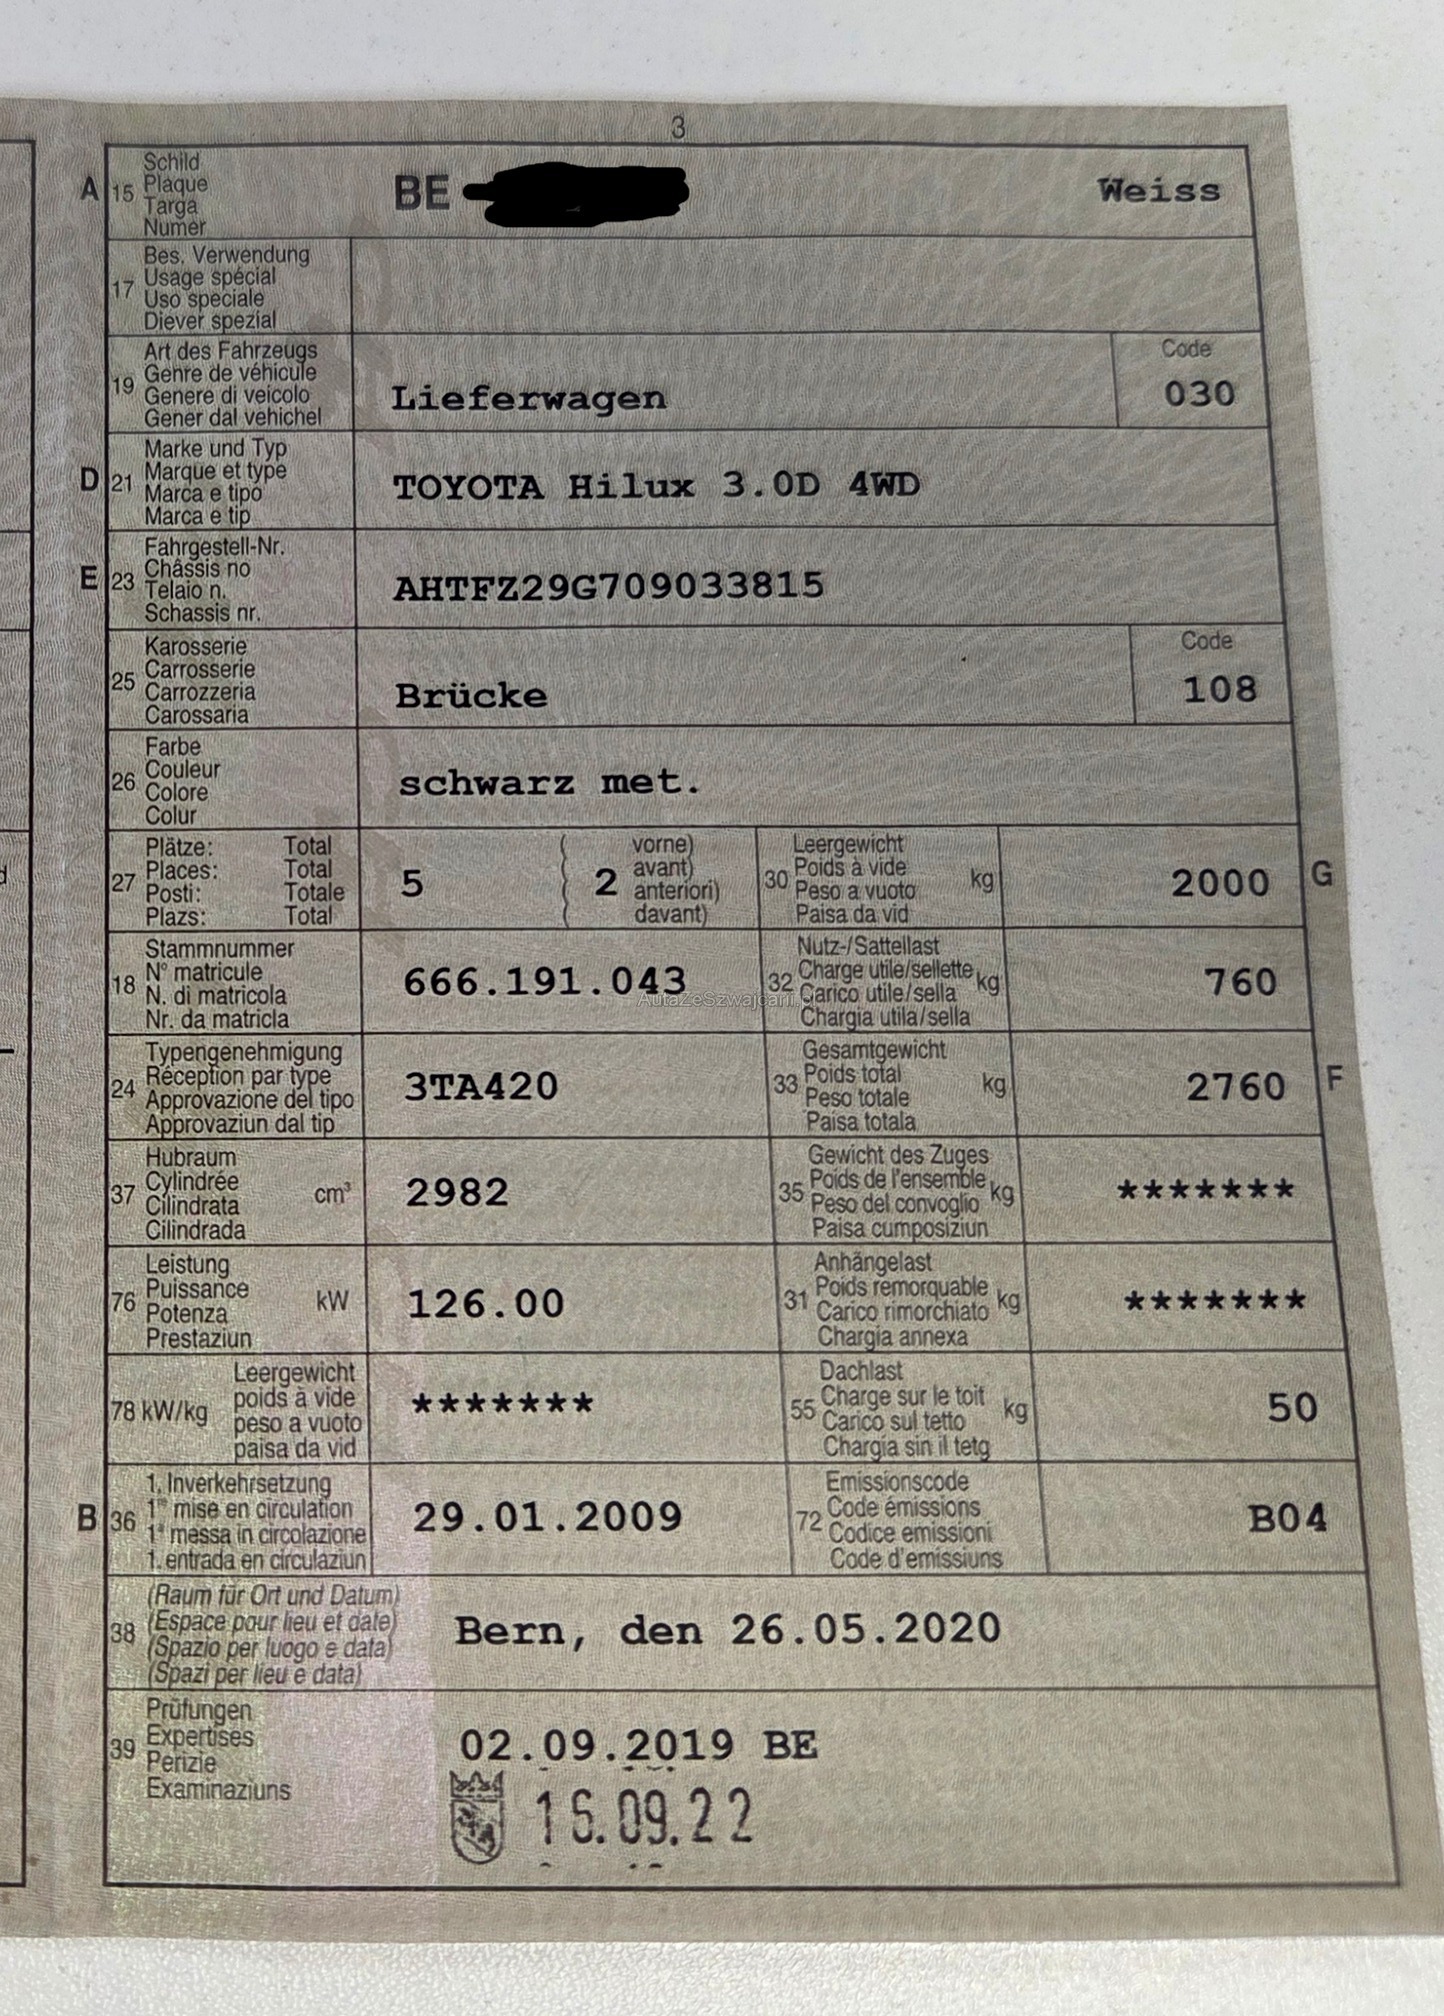 3
A 15 Schild
Plaque
Targa
Numer
BE
Weiss
17 Bes. Verwendung
Usage spécial
Uso speciale
Diever spezial
19 Art des Fahrzeugs
Genre de véhicule
Genere di veicolo
Gener dal vehichel
Lieferwagen
Code
030
D 21 Marke und Typ
Marque et type
Marca e tipo
Marca e tip
TOYOTA Hilux 3.0D 4WD
E 23 Fahrgestell-Nr.
Châssis no
Telaio n.
Schassis nr.
AHTFZ29G709033815
25 Karosserie
Carrosserie
Carrozzeria
Carossaria
Brücke
Code
108
26 Farbe
Couleur
Colore
Colur
schwarz met.
27 Plätze: Total
Places: Total
Posti: Totale
Plazs: Total
5
( 2 vorne)
avant)
anteriori)
davant)
30 Leergewicht
Poids à vide
Peso a vuoto
Paisa da vid
kg
2000 G
18 Stammnummer
N° matricule
N. di matricola
Nr. da matricla
666.191.043
AutaZeSzwajcarii.pl
32 Nutz-/Sattellast
Charge utile/sellette
Carico utile/sella
Chargia utila/sella
kg
760
24 Typengenehmigung
Réception par type
Approvazione del tipo
Approvaziun dal tip
3TA420
33 Gesamtgewicht
Poids total
Peso totale
Paisa totala
kg
2760 F
37 Hubraum
Cylindrée
Cilindrata
Cilindrada
cm³
2982
35 Gewicht des Zuges
Poids de l'ensemble
Peso del convoglio
Paisa cumposiziun
kg
*******
76 Leistung
Puissance
Potenza
Prestaziun
kW
126.00
31 Anhängelast
Poids remorquable
Carico rimorchiato
Chargia annexa
kg
*******
78 kW/kg Leergewicht
poids à vide
peso a vuoto
paisa da vid
*******
55 Dachlast
Charge sur le toit
Carico sul tetto
Chargia sin il tetg
kg
50
B 36 1. Inverkehrsetzung
1re mise en circulation
1a messa in circolazione
1. entrada en circulaziun
29.01.2009
72 Emissionscode
Code émissions
Codice emissioni
Code d'emissiuns
B04
38 (Raum für Ort und Datum)
(Espace pour lieu et date)
(Spazio per luogo e data)
(Spazi per lieu e data)
Bern, den 26.05.2020
39 Prüfungen
Expertises
Perizie
Examinaziuns
02.09.2019 BE
16.09.22